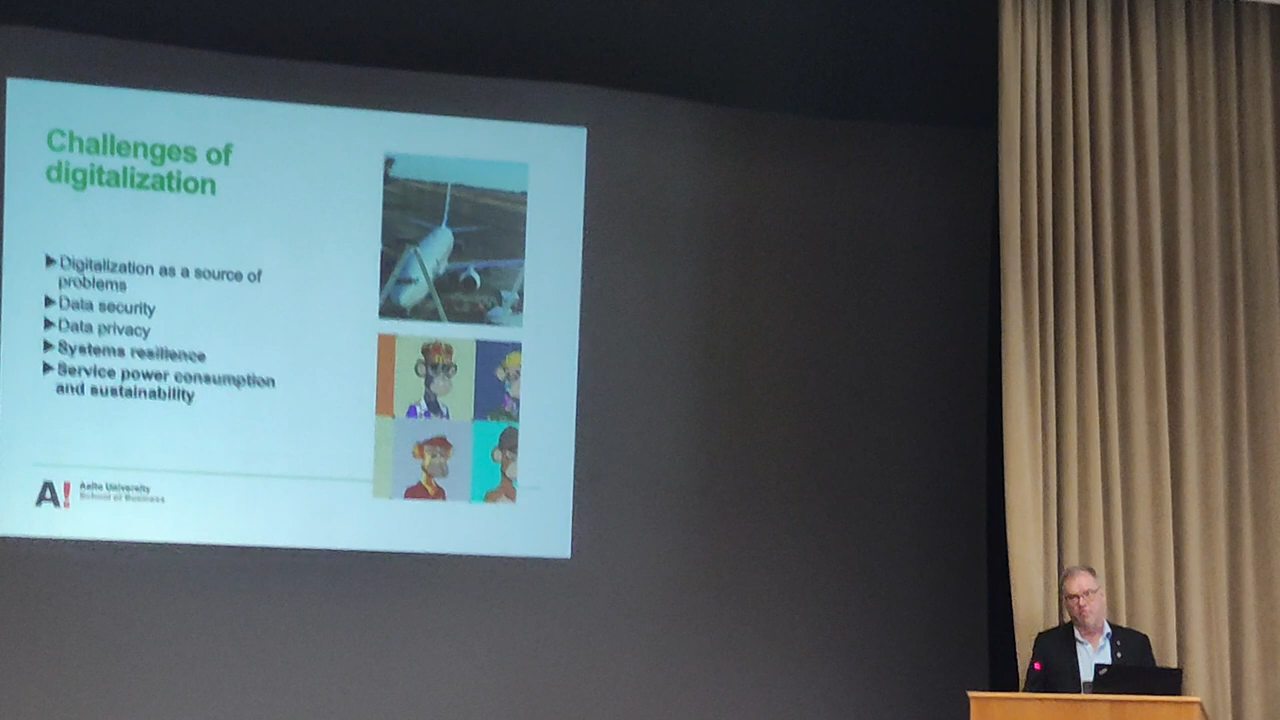 Challenges of
digitalization
Digitalization as a source of
problems
Data security
Data privacy
Systems resilience
Service power consumption
and sustainability
A!
Aalto University
School of Business